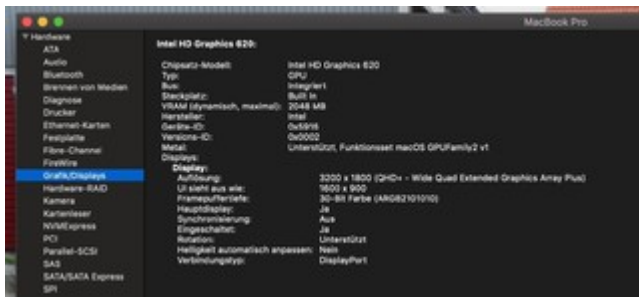 MacBook Pro
Hardware
ATA
Audio
Bluetooth
Brennen von Medien
Diagnose
Drucker
Ethernet-Karten
Festplatte
Fibre-Channel
FireWire
Grafik/Displays
Hardware-RAID
Kamera
Kartenleser
NVMExpress
PCI
Parallel-SCSI
SAS
SATA/SATA Express
SPI
Intel HD Graphics 620:
Chipsatz-Modell: Intel HD Graphics 620
Typ: GPU
Bus: Integriert
Steckplatz: Built In
VRAM (dynamisch, maximal): 2048 MB
Hersteller: Intel
Geräte-ID: 0x5916
Versions-ID: 0x0002
Metal: Unterstützt, Funktionsset macOS GPUFamily2 v1
Displays:
Display:
Auflösung: 3200 x 1800 (QHD+ - Wide Quad Extended Graphics Array Plus)
UI sieht aus wie: 1600 x 900
Framepuffertiefe: 30-Bit Farbe (ARGB2101010)
Hauptdisplay: Ja
Synchronisierung: Aus
Eingeschaltet: Ja
Rotation: Unterstützt
Helligkeit automatisch anpassen: Nein
Verbindungstyp: DisplayPort